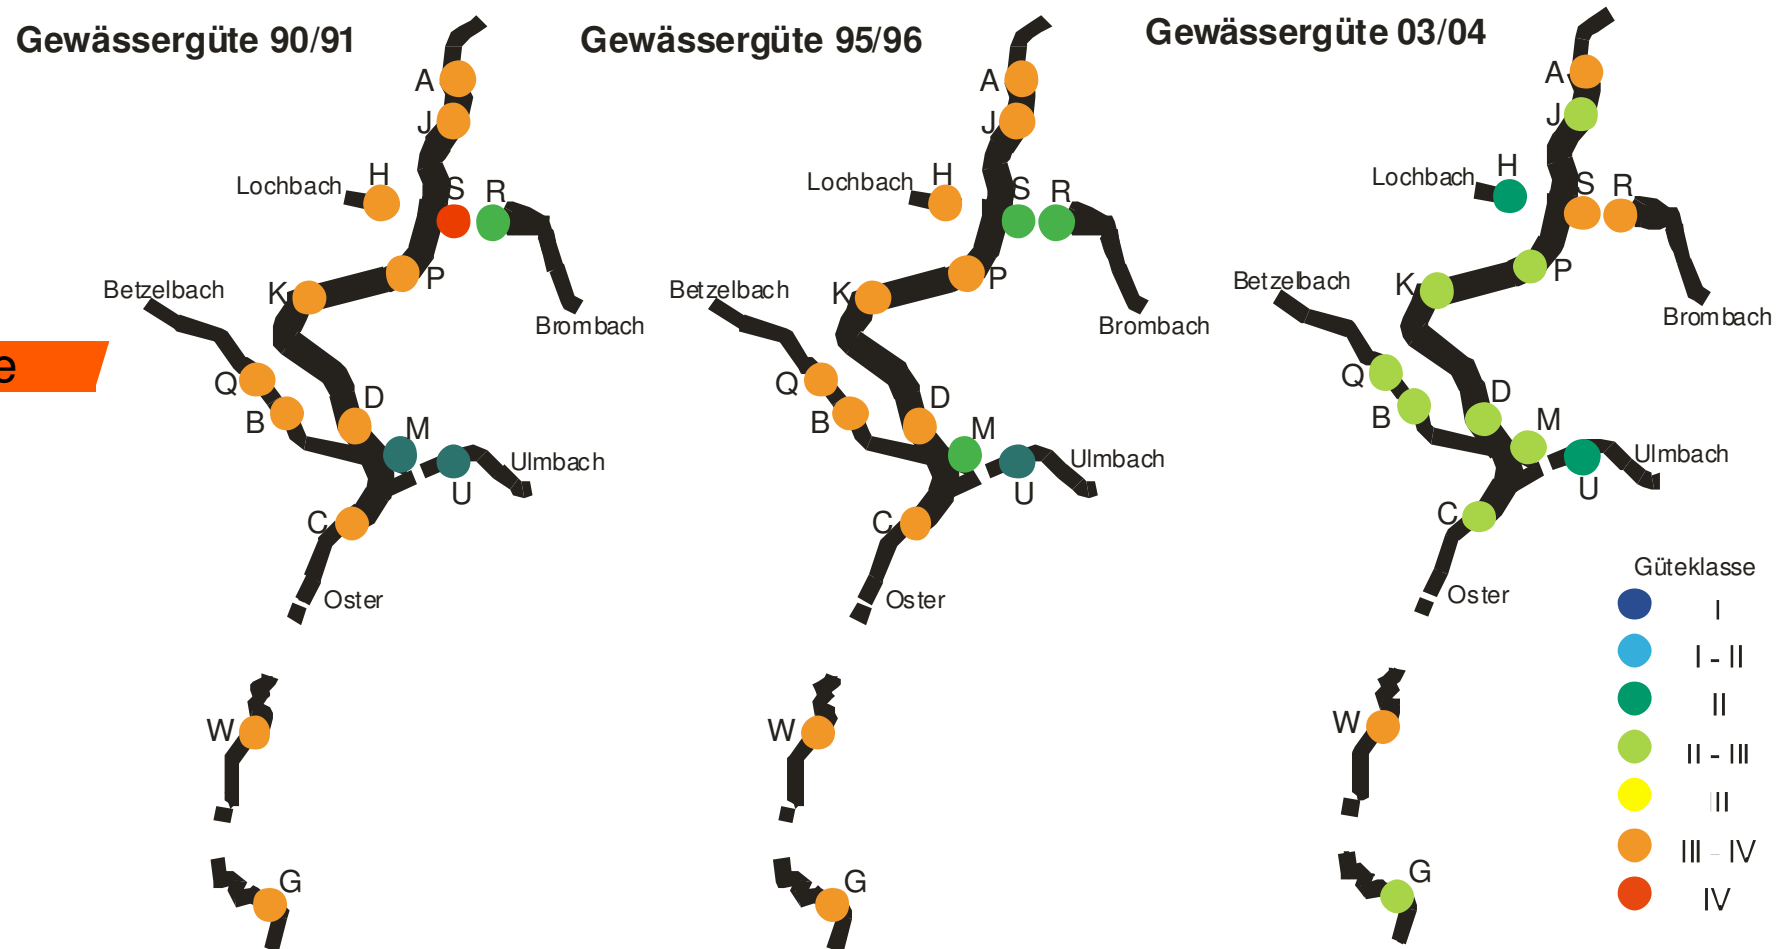 Gewässergüte 90/91
A
J
Lochbach
H
S
R
P
K
Betzelbach
Brombach
Q
B
D
M
Ulmbach
U
C
Oster
W
G
e
Gewässergüte 95/96
A
J
Lochbach
H
S
R
P
K
Betzelbach
Brombach
Q
B
D
M
Ulmbach
U
C
Oster
W
G
Gewässergüte 03/04
A
J
Lochbach
H
S
R
P
K
Betzelbach
Brombach
Q
B
D
M
Ulmbach
U
C
Oster
W
G
Güteklasse
I
I - II
II
II - III
III
III - IV
IV